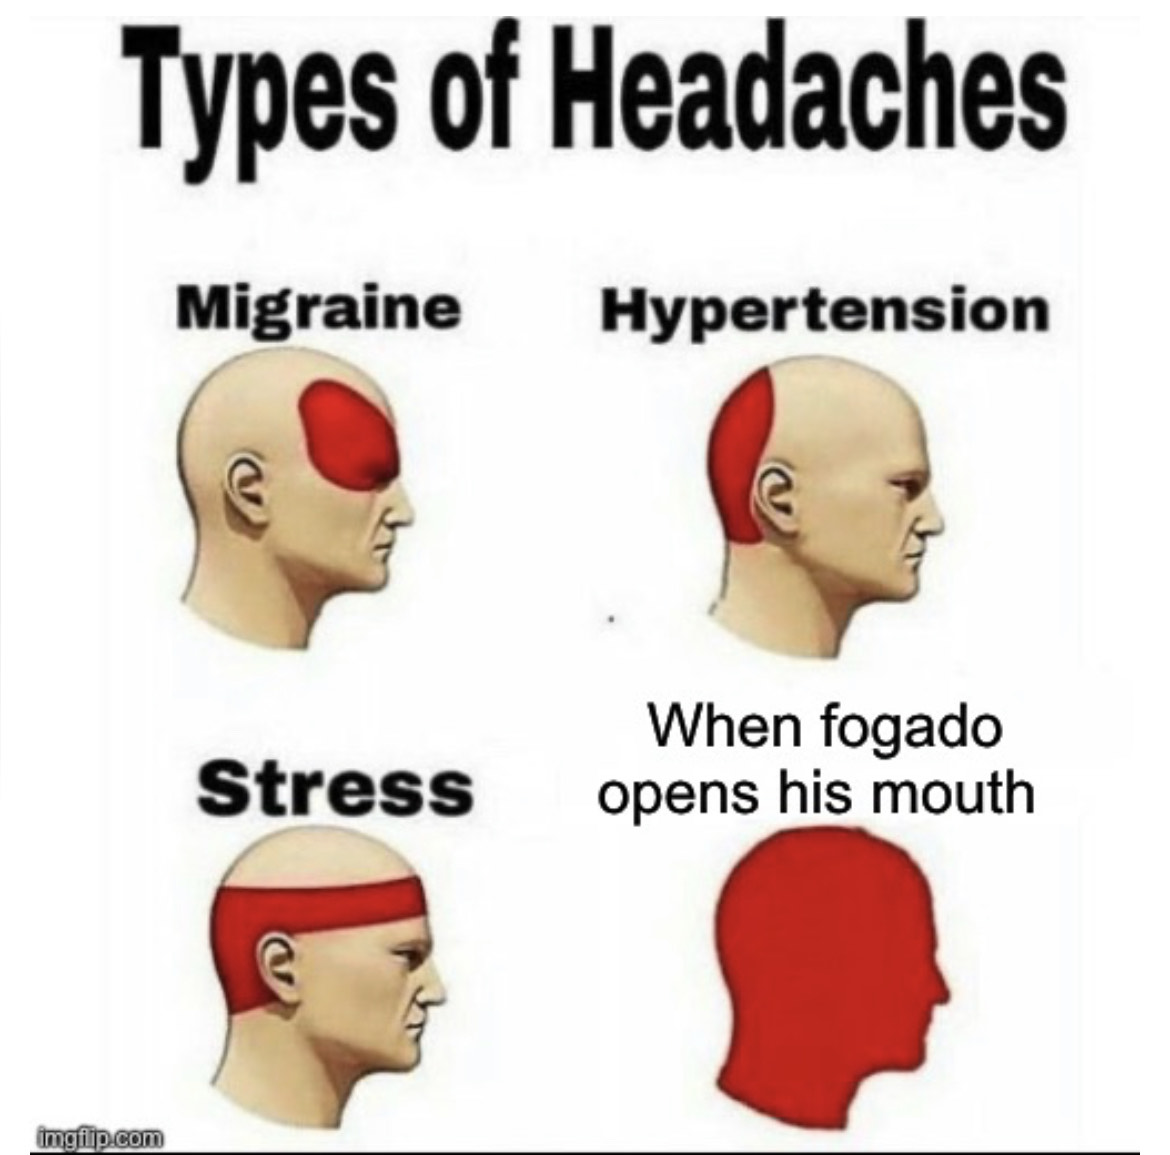 Types of Headaches
Migraine
Hypertension
Stress
When fogado
opens his mouth
imgflip.com